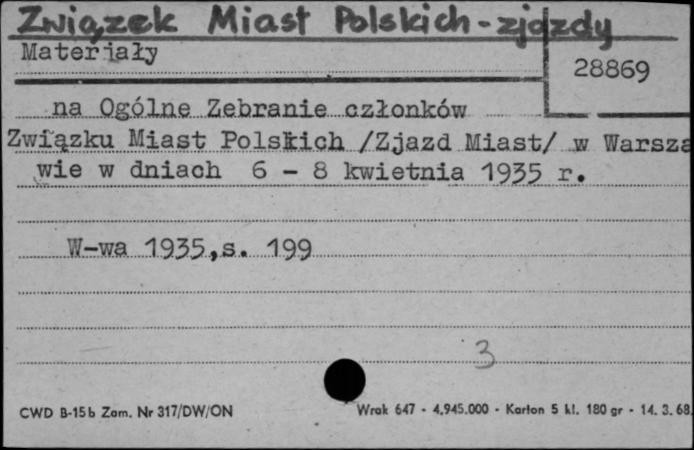 Związek Miast Polskich - zjazdy
Materiały
28869
na Ogólne Zebranie członków
Związku Miast Polskich /Zjazd Miast/ w Warsza
wie w dniach 6 - 8 kwietnia 1935 r.
W-wa 1935,s. 199
3
CWD B-15b Zam. Nr 317/DW/ON
Wrak 647 - 4.945.000 - Karton 5 kl. 180 gr - 14. 3. 68.